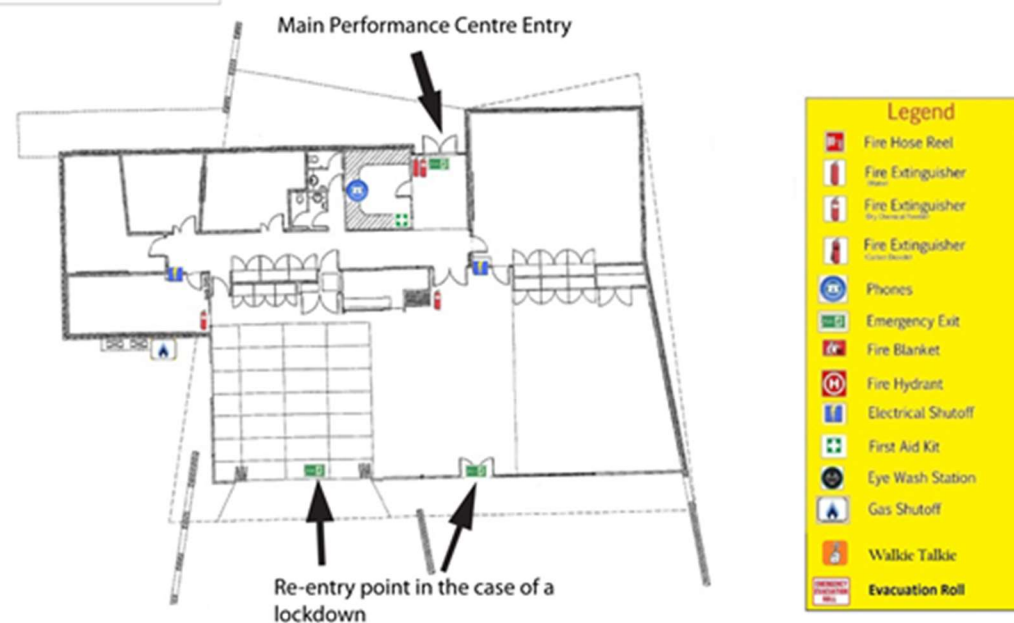 Main Performance Centre Entry
Re-entry point in the case of a
lockdown
Legend
Fire Hose Reel
Fire Extinguisher
Fire Extinguisher
Fire Extinguisher
Phones
Emergency Exit
Fire Blanket
Fire Hydrant
Electrical Shutoff
First Aid Kit
Eye Wash Station
Gas Shutoff
Walkie Talkie
Evacuation Roll